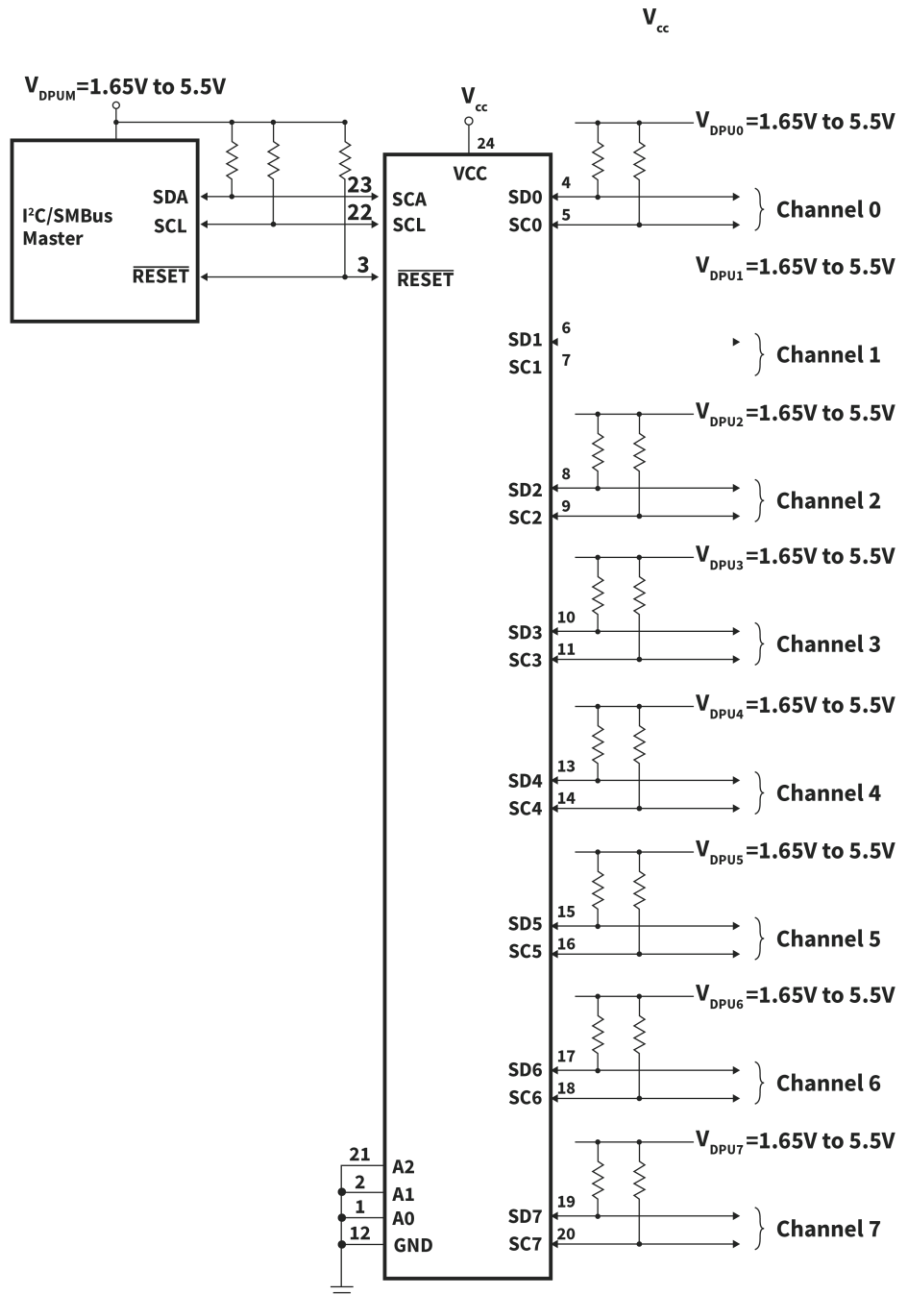 Vcc
VDPUM=1.65V to 5.5V
I²C/SMBus
Master
SDA
SCL
RESET
23
22
3
Vcc
24
VCC
SCA
SCL
RESET
VDPU0=1.65V to 5.5V
SD0 4
SC0 5
Channel 0
VDPU1=1.65V to 5.5V
SD1 6
SC1 7
Channel 1
VDPU2=1.65V to 5.5V
SD2 8
SC2 9
Channel 2
VDPU3=1.65V to 5.5V
SD3 10
SC3 11
Channel 3
VDPU4=1.65V to 5.5V
SD4 13
SC4 14
Channel 4
VDPU5=1.65V to 5.5V
SD5 15
SC5 16
Channel 5
VDPU6=1.65V to 5.5V
SD6 17
SC6 18
Channel 6
VDPU7=1.65V to 5.5V
SD7 19
SC7 20
Channel 7
21 A2
2 A1
1 A0
12 GND